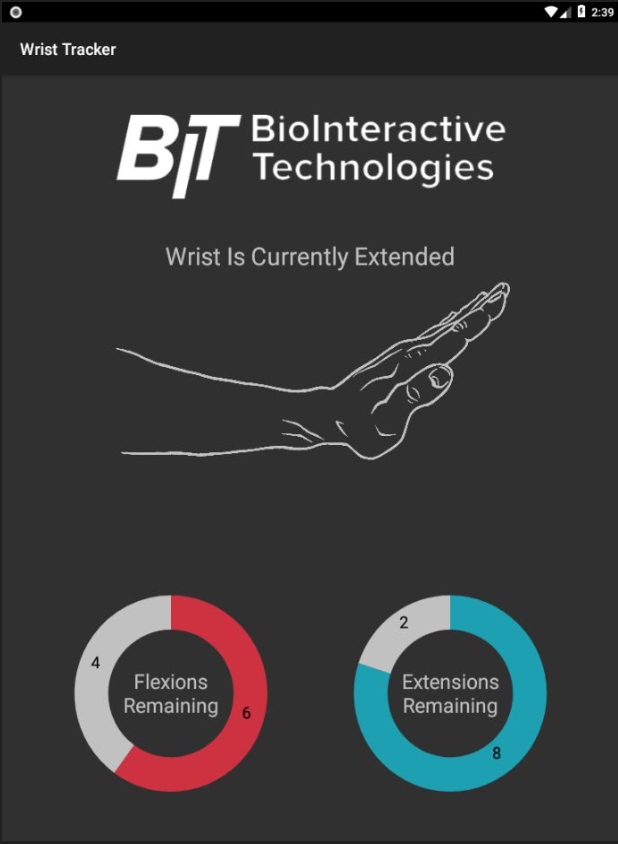 2:39
Wrist Tracker
BiT
BioInteractive
Technologies
Wrist Is Currently Extended
4
Flexions
Remaining
6
2
Extensions
Remaining
8